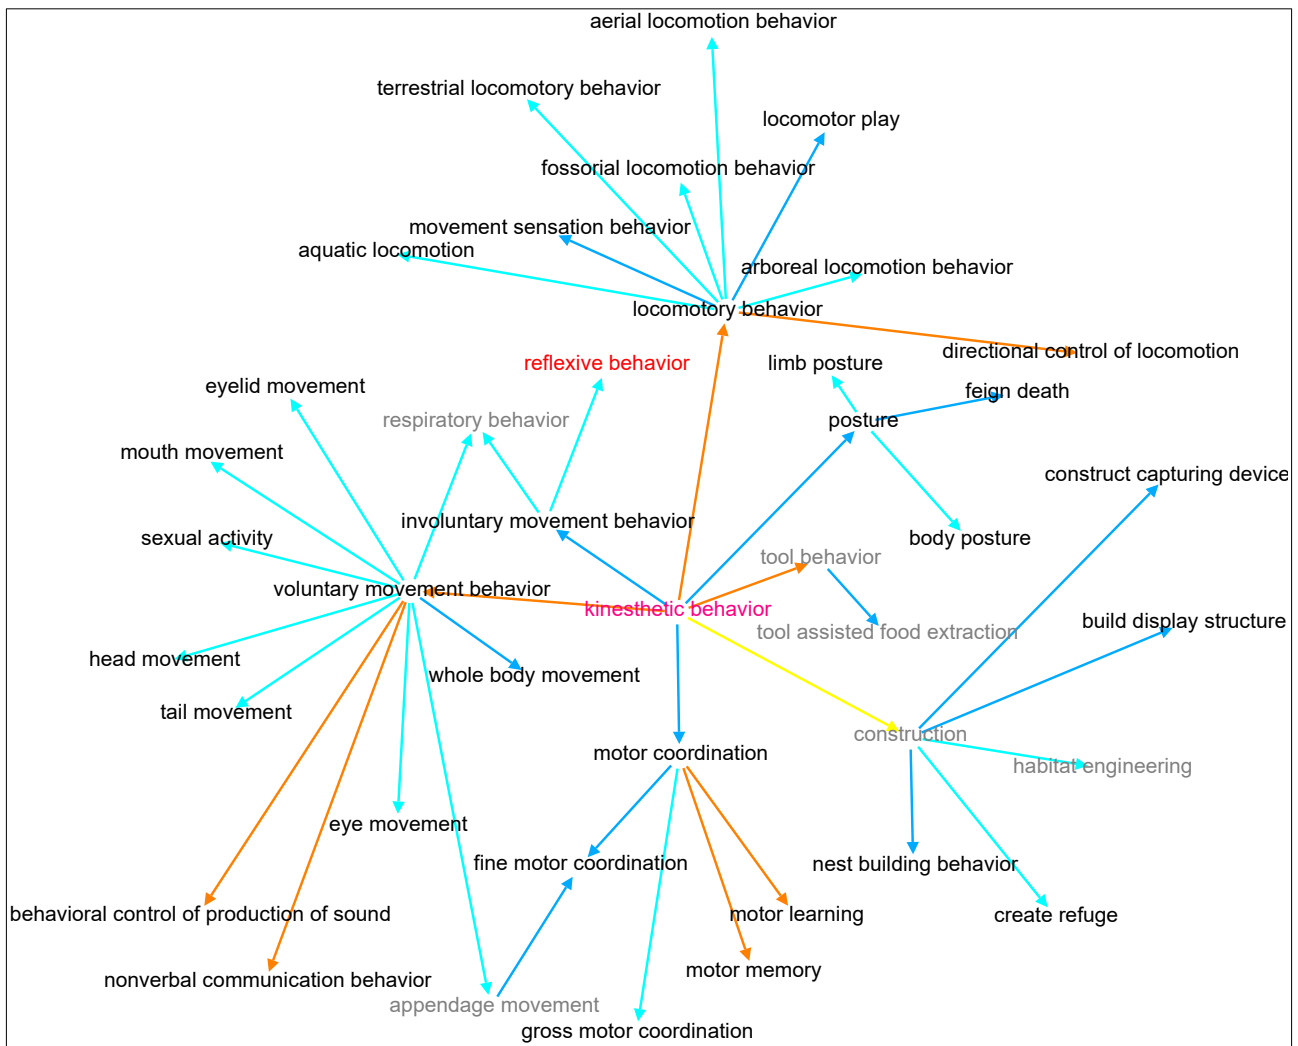 aerial locomotion behavior
terrestrial locomotory behavior
locomotor play
fossorial locomotion behavior
movement sensation behavior
aquatic locomotion
arboreal locomotion behavior
locomotory behavior
directional control of locomotion
reflexive behavior
limb posture
eyelid movement
feign death
respiratory behavior
posture
mouth movement
construct capturing device
involuntary movement behavior
sexual activity
body posture
tool behavior
voluntary movement behavior
kinesthetic behavior
build display structure
tool assisted food extraction
head movement
whole body movement
tail movement
construction
motor coordination
habitat engineering
eye movement
fine motor coordination
nest building behavior
behavioral control of production of sound
motor learning
create refuge
motor memory
nonverbal communication behavior
appendage movement
gross motor coordination